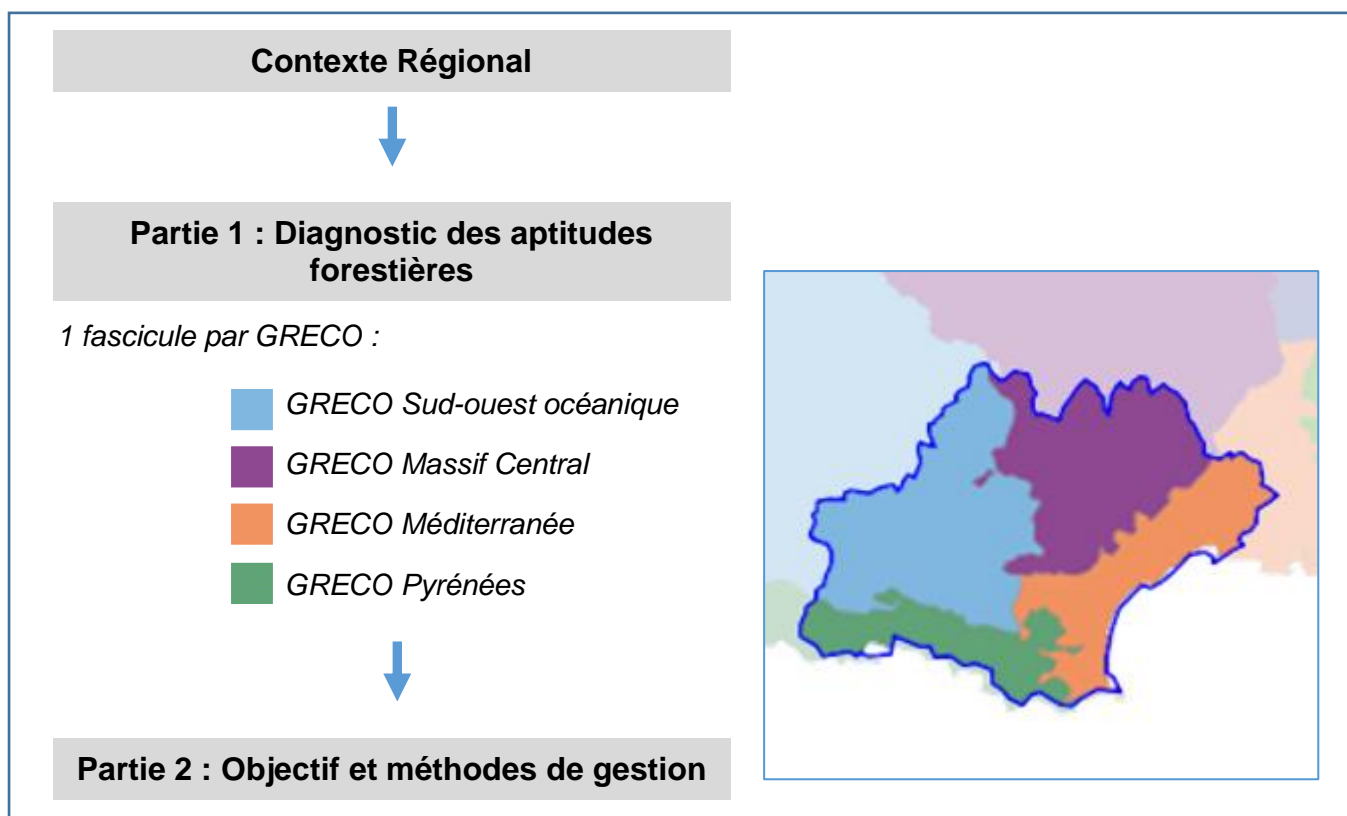 Contexte Régional
Partie 1 : Diagnostic des aptitudes
forestières
1 fascicule par GRECO :
GRECO Sud-ouest océanique
GRECO Massif Central
GRECO Méditerranée
GRECO Pyrénées
Partie 2 : Objectif et méthodes de gestion